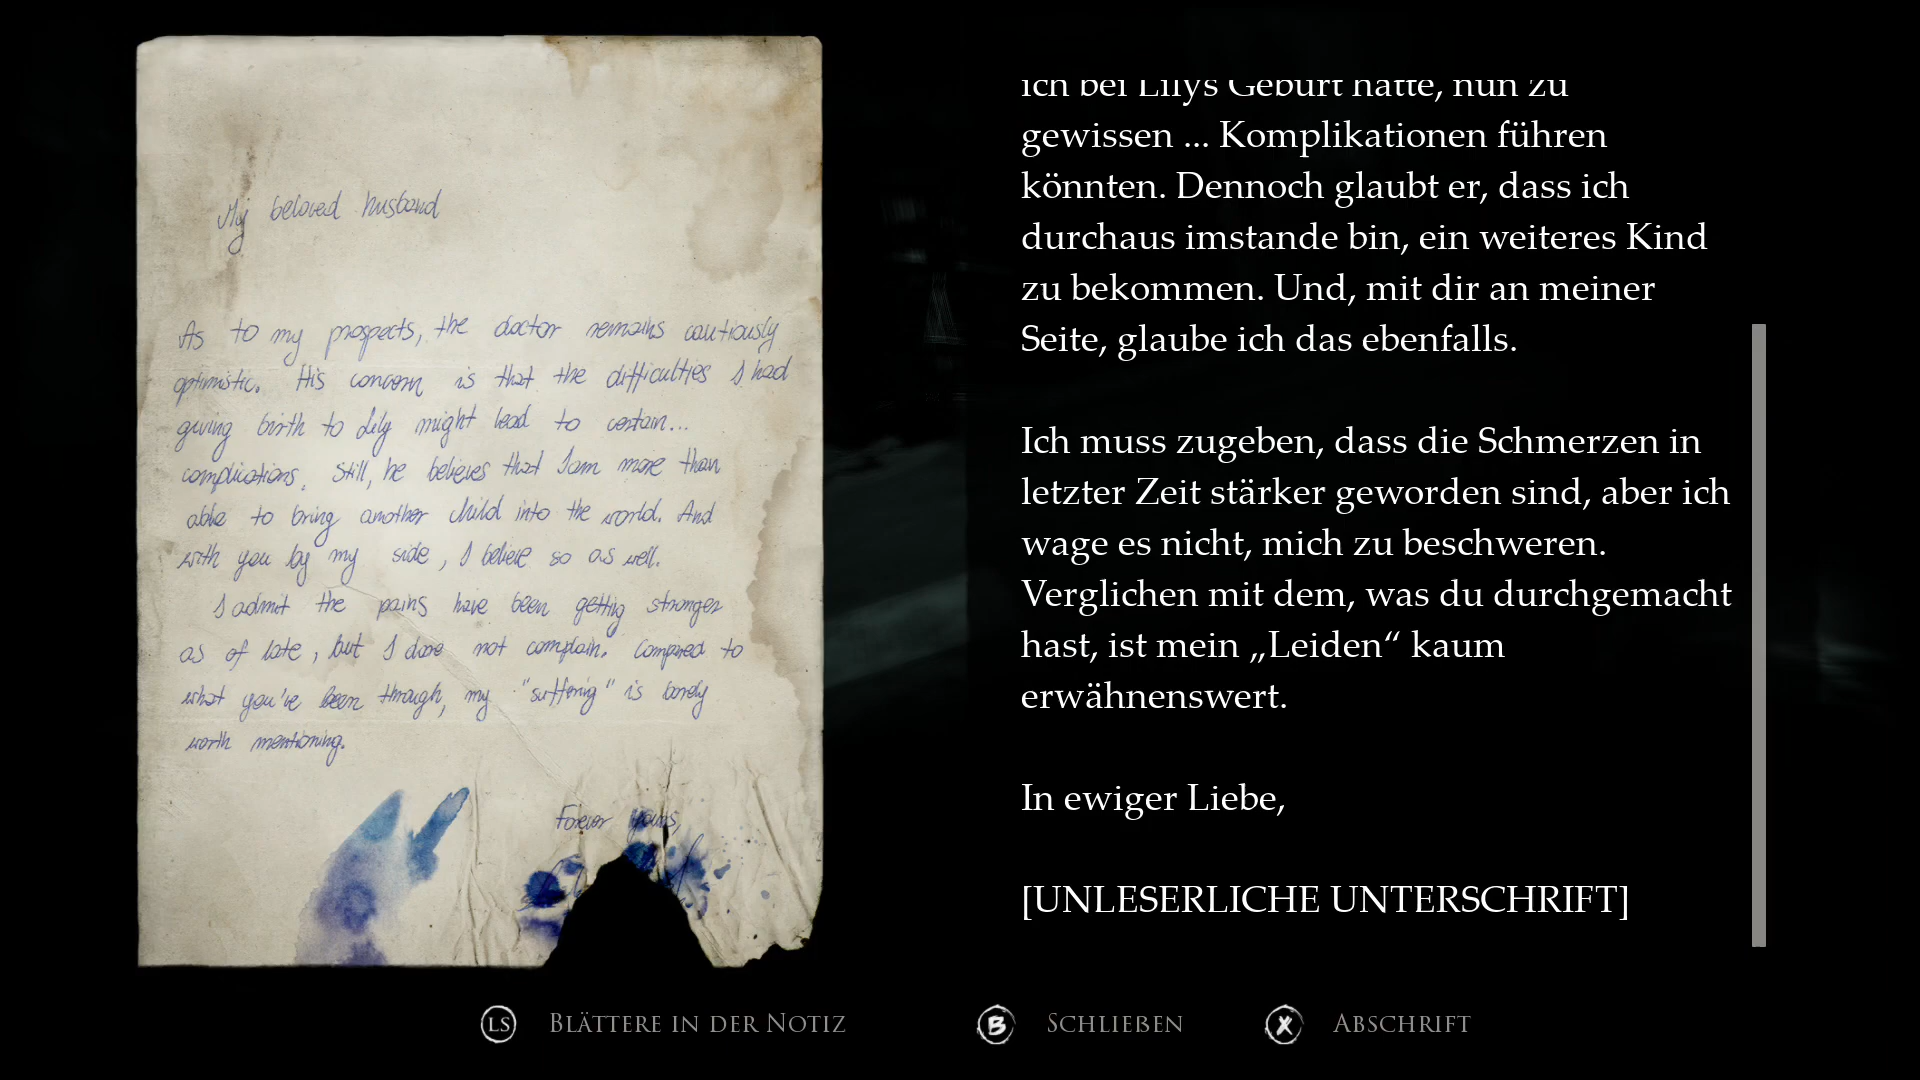 My beloved husband
As to my prospects, the doctor remains cautiously
optimistic. His concern is that the difficulties I had
giving birth to Lily might lead to certain...
complications. Still, he believes that I am more than
able to bring another child into the world. And
with you by my side, I believe so as well.
I admit the pains have been getting stronger
as of late, but I dare not complain. Compared to
what you've been through, my "suffering" is barely
worth mentioning.
Forever yours,
ich bei Lilys Geburt hatte, nun zu
gewissen ... Komplikationen führen
könnten. Dennoch glaubt er, dass ich
durchaus imstande bin, ein weiteres Kind
zu bekommen. Und, mit dir an meiner
Seite, glaube ich das ebenfalls.
Ich muss zugeben, dass die Schmerzen in
letzter Zeit stärker geworden sind, aber ich
wage es nicht, mich zu beschweren.
Verglichen mit dem, was du durchgemacht
hast, ist mein „Leiden“ kaum
erwähnenswert.
In ewiger Liebe,
[UNLESERLICHE UNTERSCHRIFT]
LS Blättere in der Notiz B Schließen X Abschrift